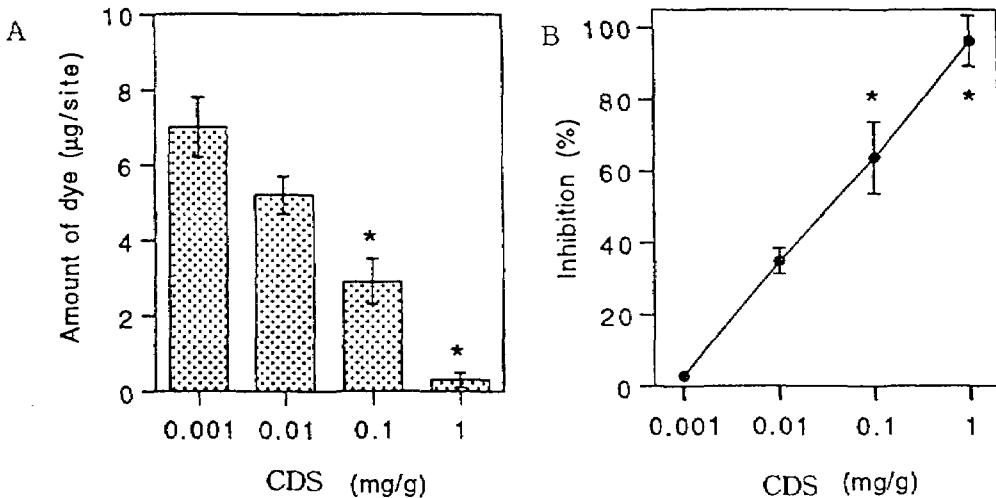 A
Amount of dye (µg/site)
10
8
6
4
2
0
*
*
0.001 0.01 0.1 1
CDS (mg/g)
B
Inhibition (%)
100
80
60
40
20
0
*
*
0.001 0.01 0.1 1
CDS (mg/g)